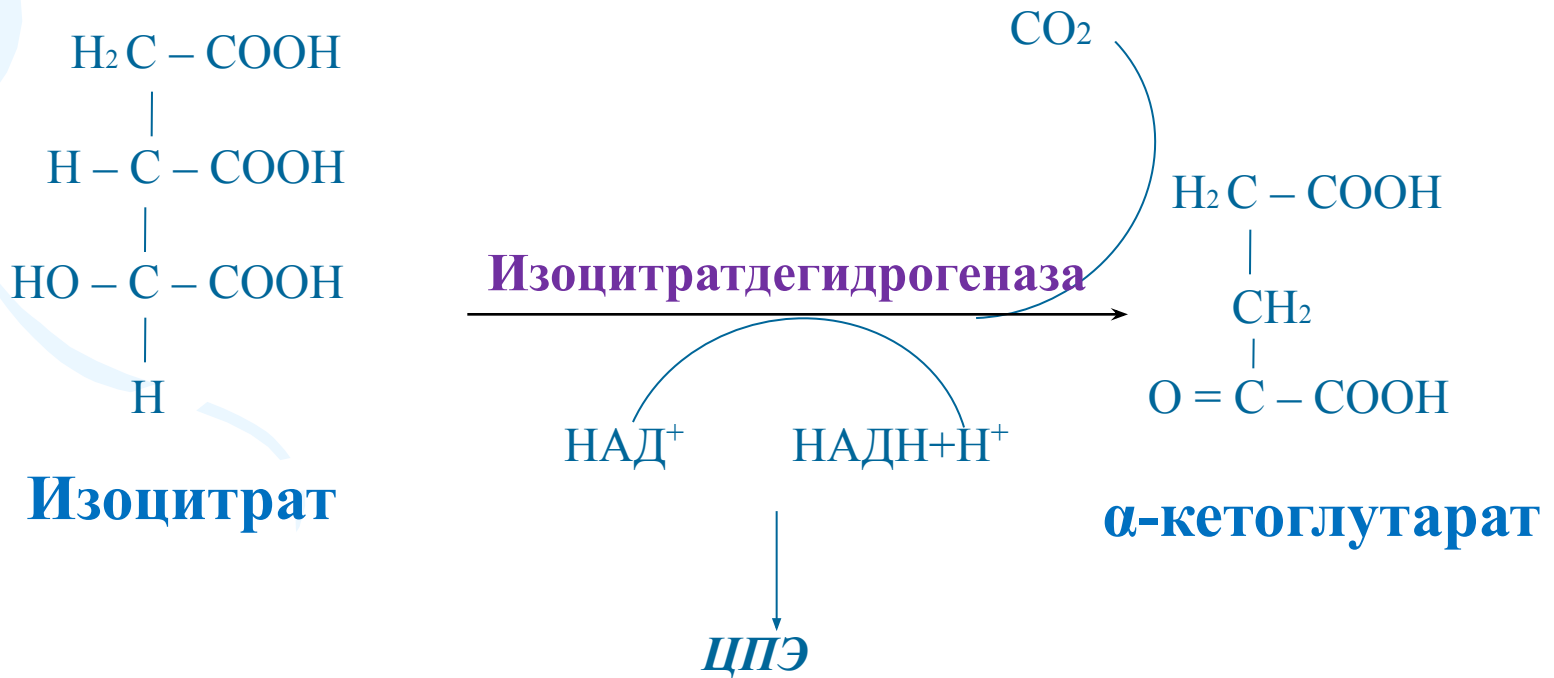 H₂C – COOH
|
H – C – COOH
|
HO – C – COOH
|
H
Изоцитрат
Изоцитратдегидрогеназа
НАД⁺ НАДН+Н⁺
ЦПЭ
CO₂
H₂C – COOH
|
CH₂
|
O = C – COOH
α-кетоглутарат